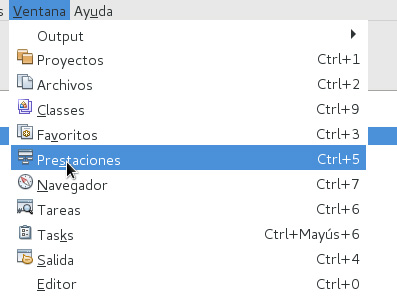 s Ventana Ayuda
Output
Proyectos Ctrl+1
Archivos Ctrl+2
Classes Ctrl+9
Favoritos Ctrl+3
Prestaciones Ctrl+5
Navegador Ctrl+7
Tareas Ctrl+6
Tasks Ctrl+Mayús+6
Salida Ctrl+4
Editor Ctrl+0